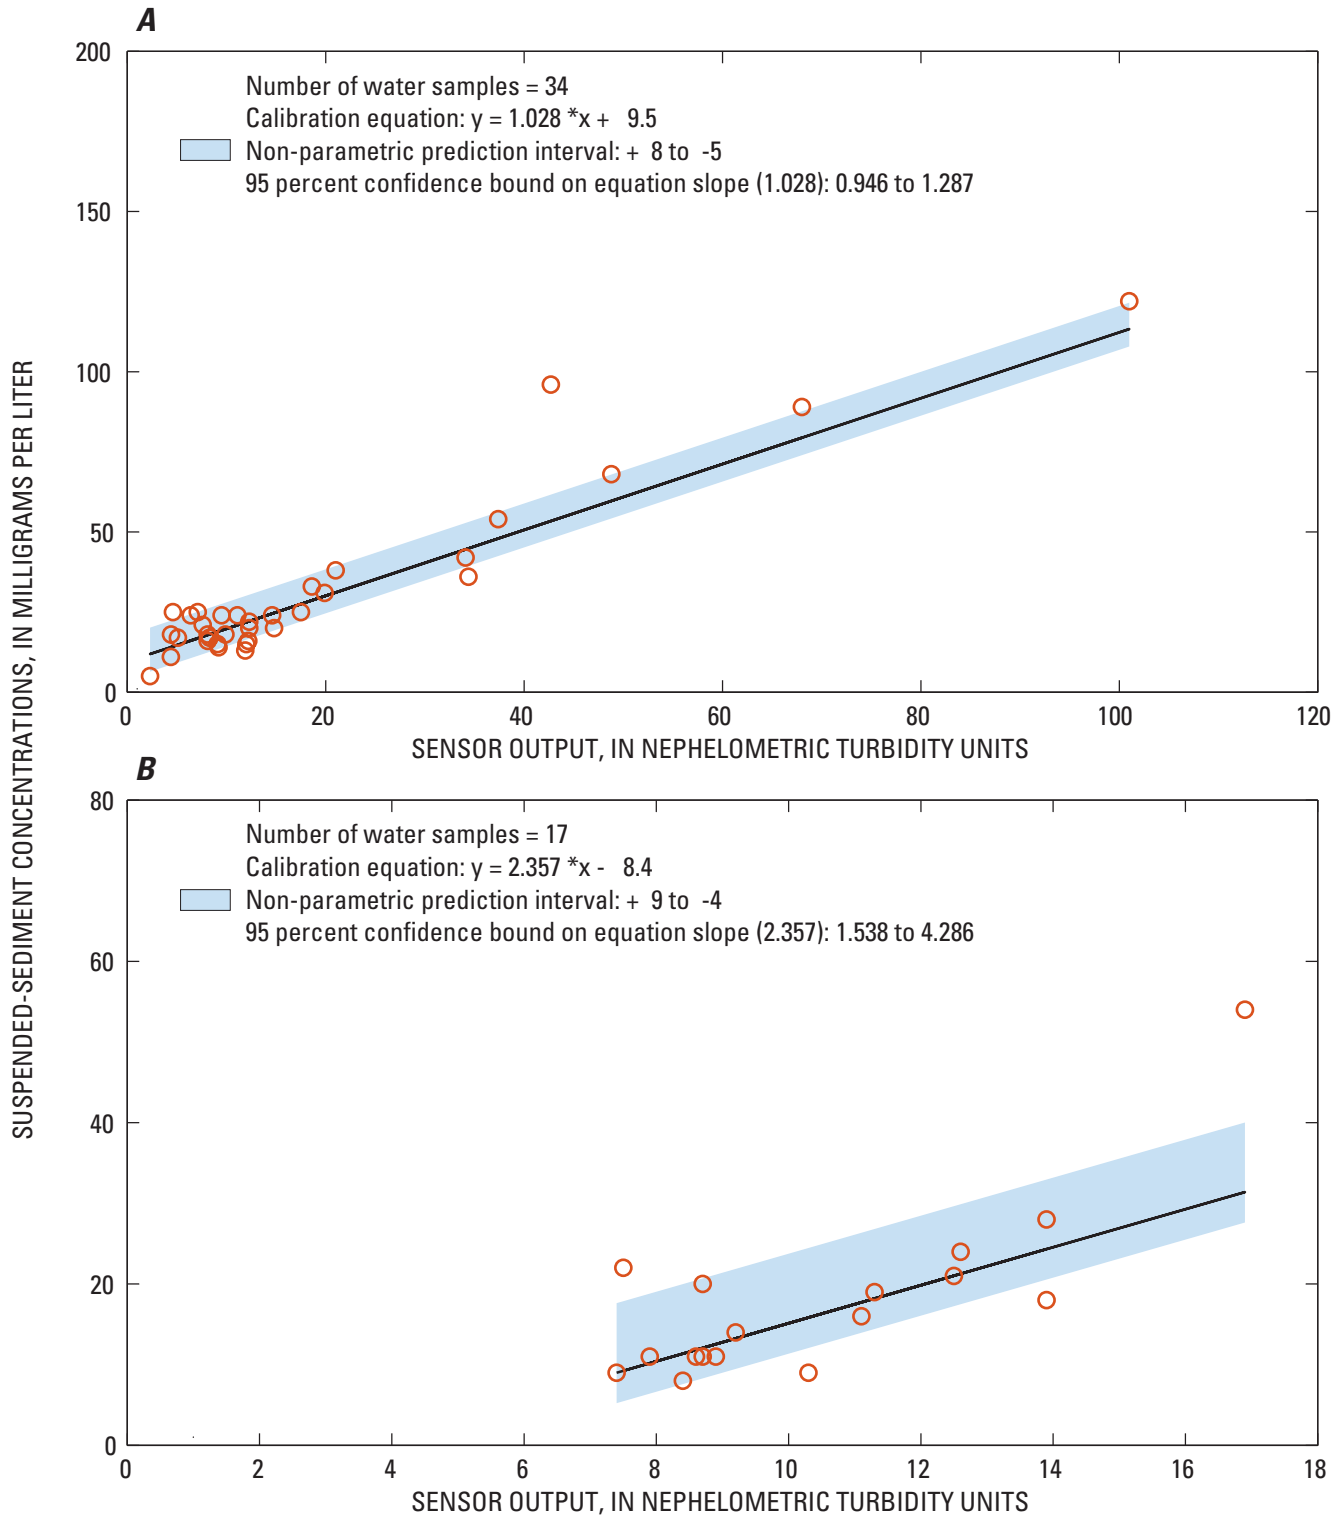 A
200
150
100
50
0
Number of water samples = 34
Calibration equation: y = 1.028 *x + 9.5
Non-parametric prediction interval: + 8 to -5
95 percent confidence bound on equation slope (1.028): 0.946 to 1.287
0 20 40 60 80 100 120
SENSOR OUTPUT, IN NEPHELOMETRIC TURBIDITY UNITS
SUSPENDED-SEDIMENT CONCENTRATIONS, IN MILLIGRAMS PER LITER
B
80
60
40
20
0
Number of water samples = 17
Calibration equation: y = 2.357 *x - 8.4
Non-parametric prediction interval: + 9 to -4
95 percent confidence bound on equation slope (2.357): 1.538 to 4.286
0 2 4 6 8 10 12 14 16 18
SENSOR OUTPUT, IN NEPHELOMETRIC TURBIDITY UNITS